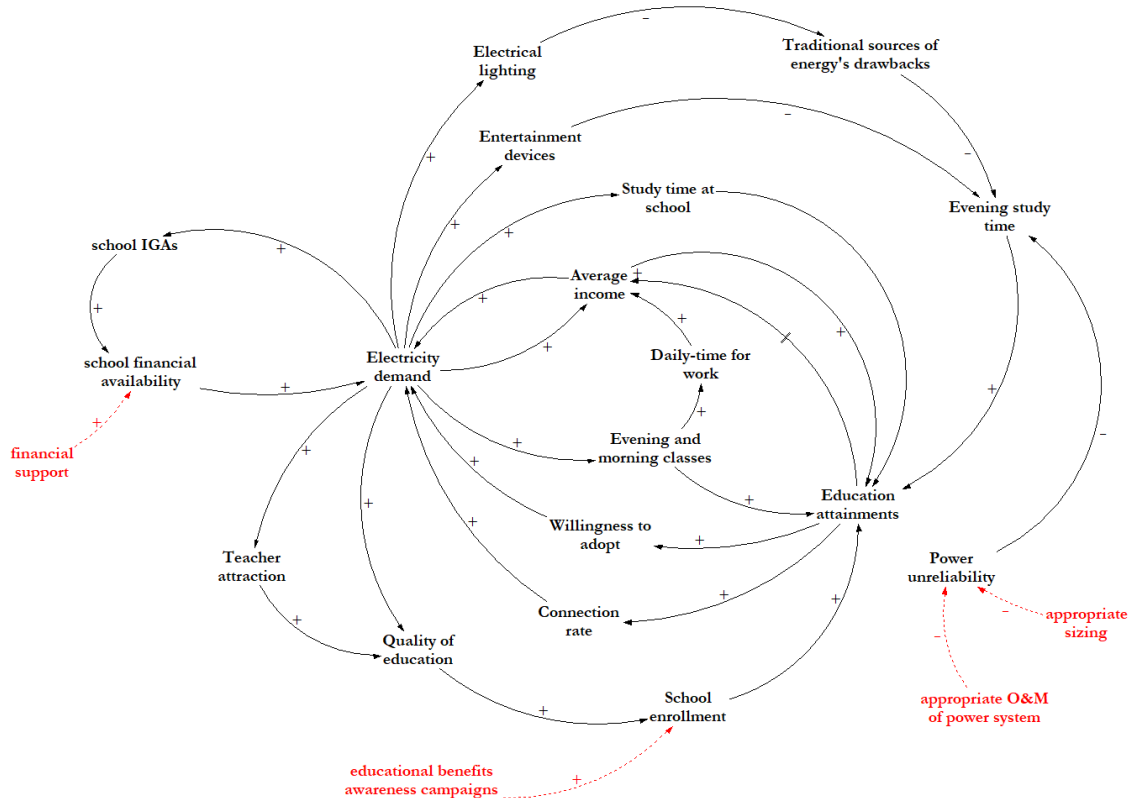 Electrical
lighting
Traditional sources of
energy's drawbacks
Entertainment
devices
Study time at
school
Evening study
time
school IGAs
Average
income
school financial
availability
Electricity
demand
Daily-time for
work
financial
support
Evening and
morning classes
Education
attainments
Willingness to
adopt
Teacher
attraction
Power
unreliability
Connection
rate
appropriate
sizing
Quality of
education
School
enrollment
appropriate O&M
of power system
educational benefits
awareness campaigns